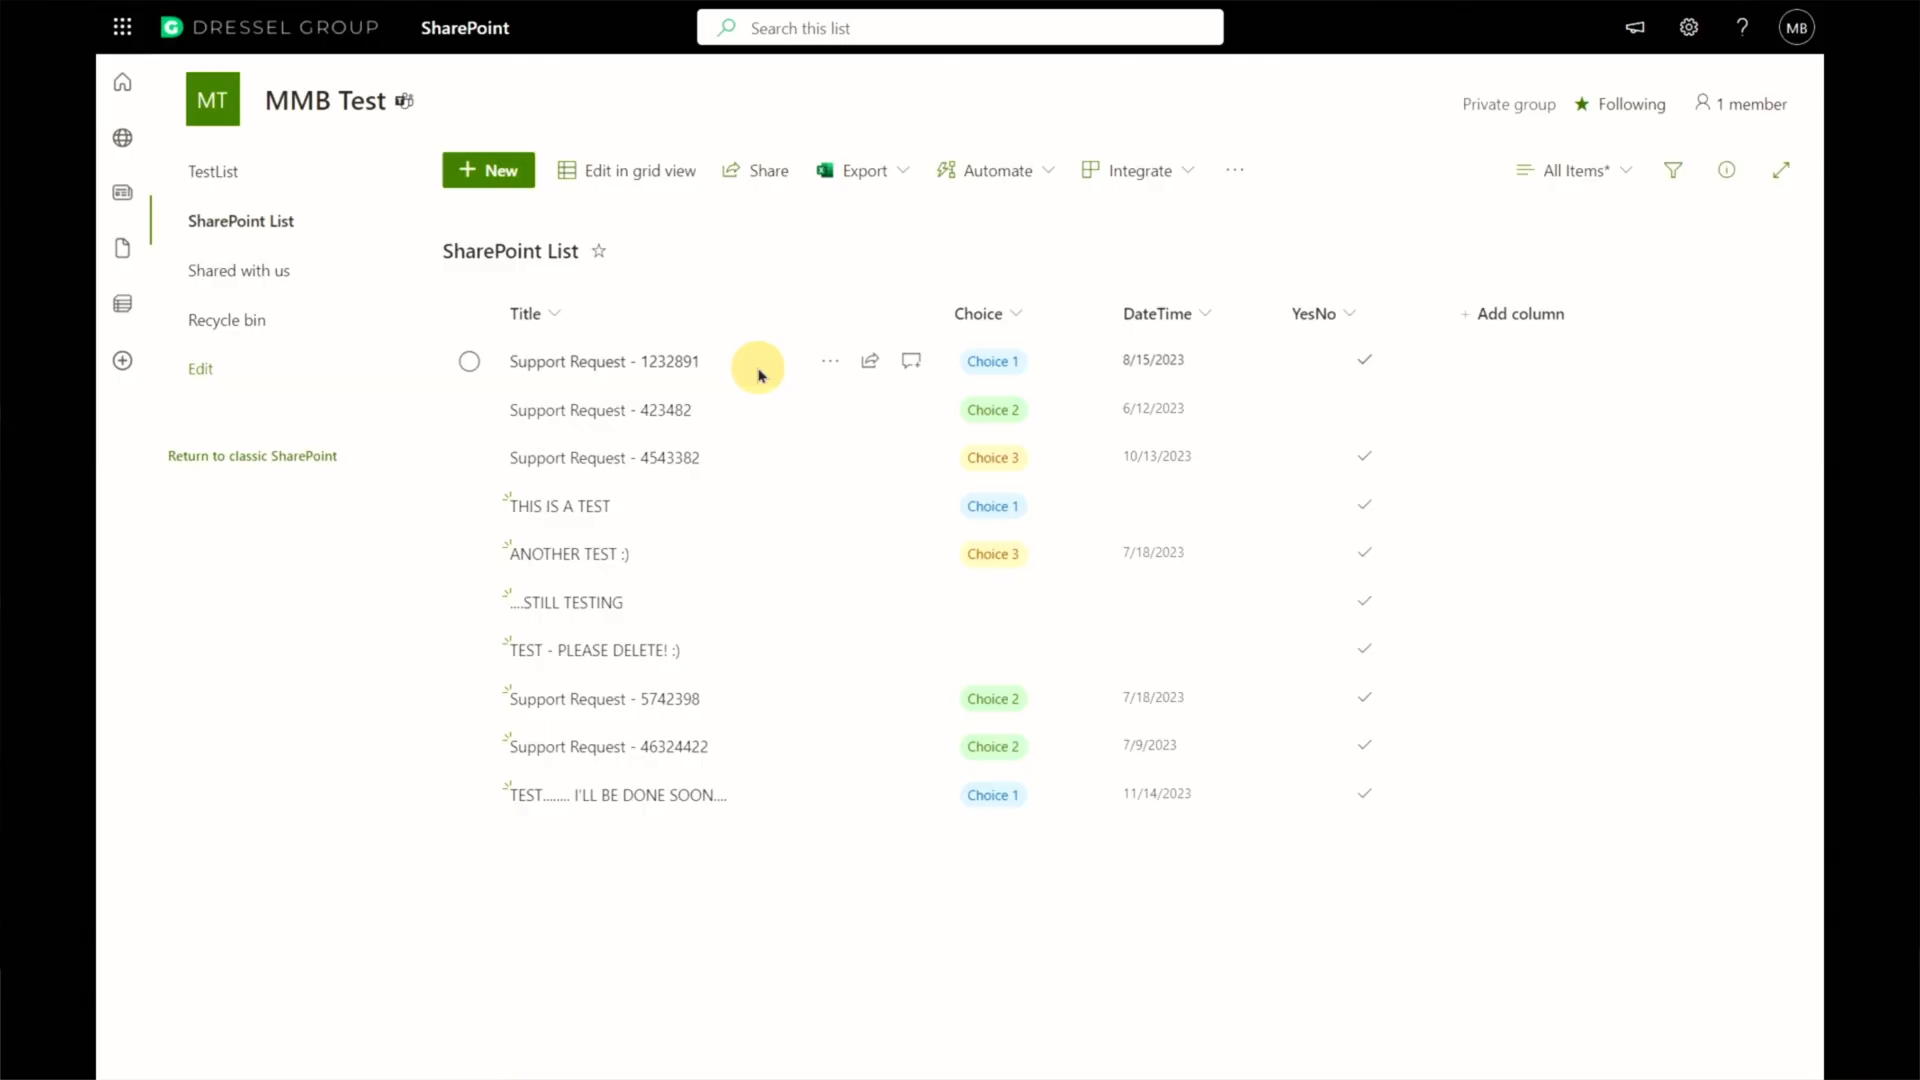 DRESSEL GROUP SharePoint Search this list MB
MT MMB Test Private group Following 1 member
New Edit in grid view Share Export Automate Integrate ... All Items*
TestList
SharePoint List
Shared with us
Recycle bin
Edit
Return to classic SharePoint
SharePoint List
Title Choice DateTime YesNo + Add column
Support Request - 1232891 Choice 1 8/15/2023
Support Request - 423482 Choice 2 6/12/2023
Support Request - 4543382 Choice 3 10/13/2023
THIS IS A TEST Choice 1
ANOTHER TEST :) Choice 3 7/18/2023
....STILL TESTING
TEST - PLEASE DELETE! :)
Support Request - 5742398 Choice 2 7/18/2023
Support Request - 46324422 Choice 2 7/9/2023
TEST........ I'LL BE DONE SOON.... Choice 1 11/14/2023